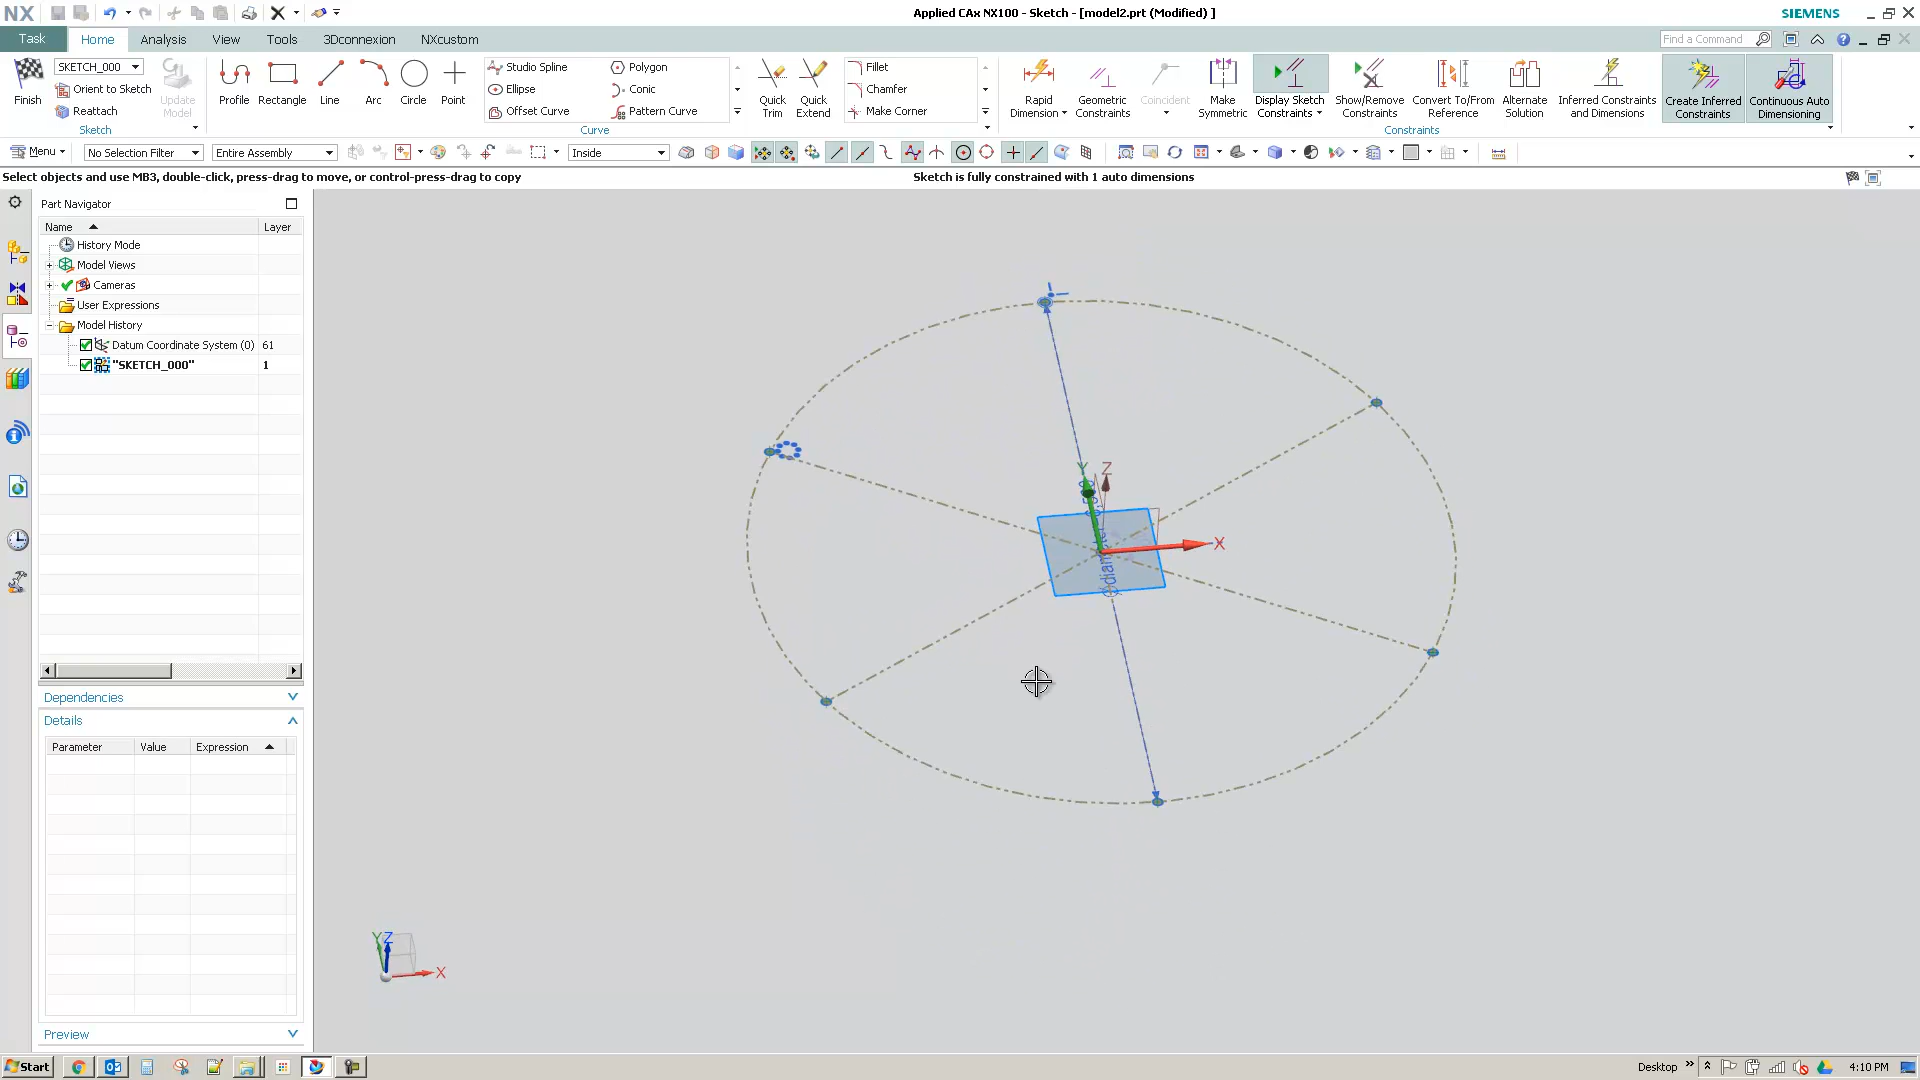 NX
Applied CAx NX100 - Sketch - [model2.prt (Modified) ]
SIEMENS
Task
Home
Analysis
View
Tools
3Dconnexion
NXcustom
Find a Command
Finish
SKETCH_000
Orient to Sketch
Reattach
Update Model
Sketch
Profile
Rectangle
Line
Arc
Circle
Point
Studio Spline
Ellipse
Offset Curve
Polygon
Conic
Pattern Curve
Quick Trim
Quick Extend
Fillet
Chamfer
Make Corner
Curve
Rapid Dimension
Geometric Constraints
Coincident
Make Symmetric
Display Sketch Constraints
Show/Remove Constraints
Convert To/From Reference
Alternate Solution
Inferred Constraints and Dimensions
Create Inferred Constraints
Continuous Auto Dimensioning
Constraints
Menu
No Selection Filter
Entire Assembly
Inside
Select objects and use MB3, double-click, press-drag to move, or control-press-drag to copy
Sketch is fully constrained with 1 auto dimensions
Part Navigator
Name
Layer
History Mode
Model Views
Cameras
User Expressions
Model History
Datum Coordinate System (0) 61
"SKETCH_000" 1
Dependencies
Details
Parameter Value Expression
Preview
Y
Z
X
Y
Z
X
Start
Desktop
4:10 PM